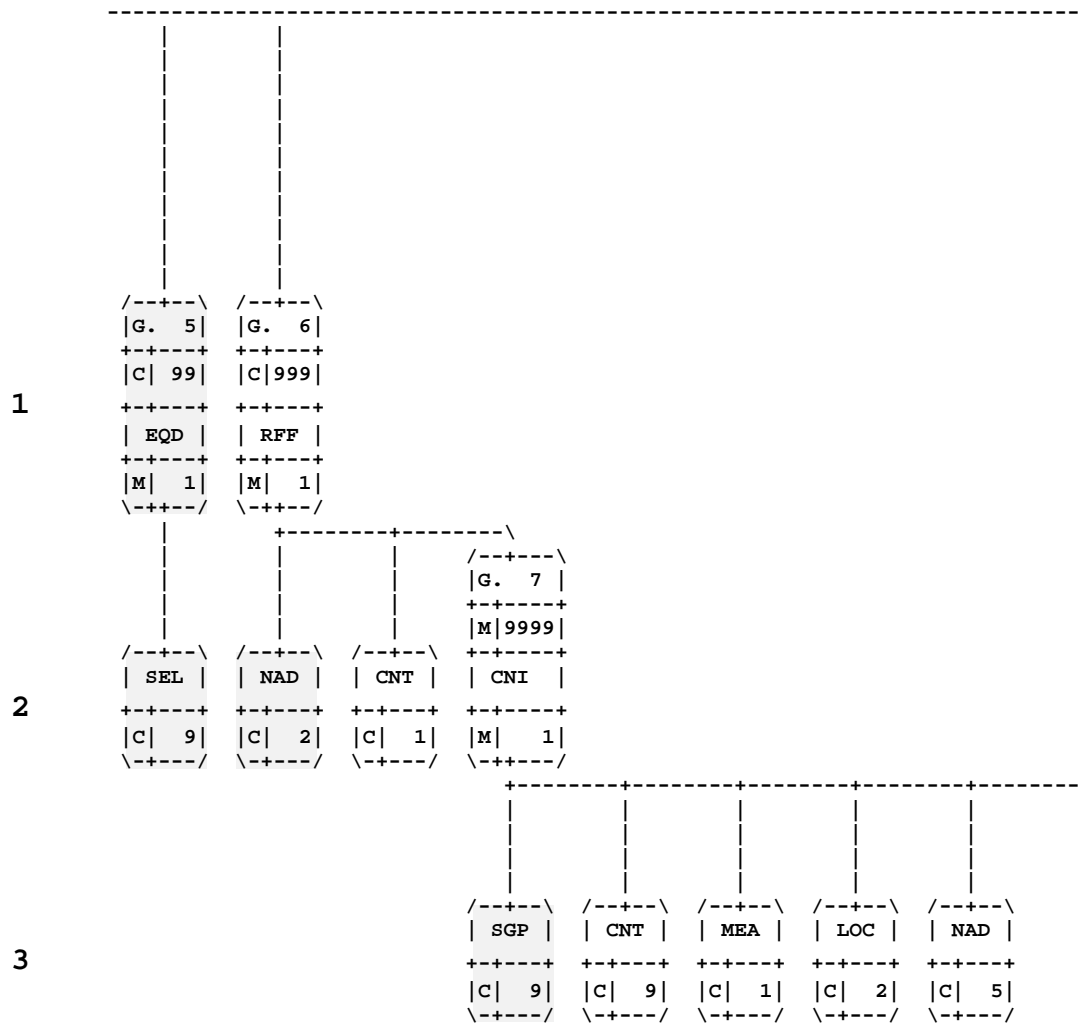 G. 5 G. 6
C 99 C 999
1
EQD RFF
M 1 M 1
G. 7
M 9999
SEL NAD CNT CNI
2
C 9 C 2 C 1 M 1
SGP CNT MEA LOC NAD
3
C 9 C 9 C 1 C 2 C 5